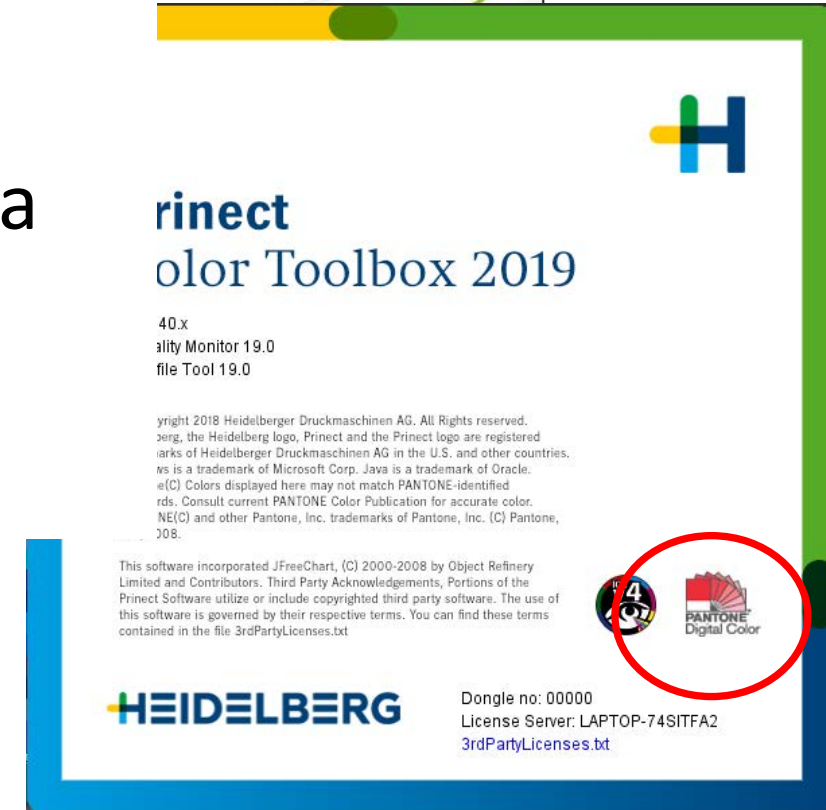 a
rinect
olor Toolbox 2019
40.x
ality Monitor 19.0
file Tool 19.0
yright 2018 Heidelberger Druckmaschinen AG. All Rights reserved.
berg, the Heidelberg logo, Prinect and the Prinect logo are registered
arks of Heidelberger Druckmaschinen AG in the U.S. and other countries.
ws is a trademark of Microsoft Corp. Java is a trademark of Oracle.
e(C) Colors displayed here may not match PANTONE-identified
rds. Consult current PANTONE Color Publication for accurate color.
NE(C) and other Pantone, Inc. trademarks of Pantone, Inc. (C) Pantone,
008.
This software incorporated JFreeChart, (C) 2000-2008 by Object Refinery
Limited and Contributors. Third Party Acknowledgements, Portions of the
Prinect Software utilize or include copyrighted third party software. The use of
this software is governed by their respective terms. You can find these terms
contained in the file 3rdPartyLicenses.txt
PANTONE
Digital Color
HEIDELBERG
Dongle no: 00000
License Server: LAPTOP-74SITFA2
3rdPartyLicenses.txt